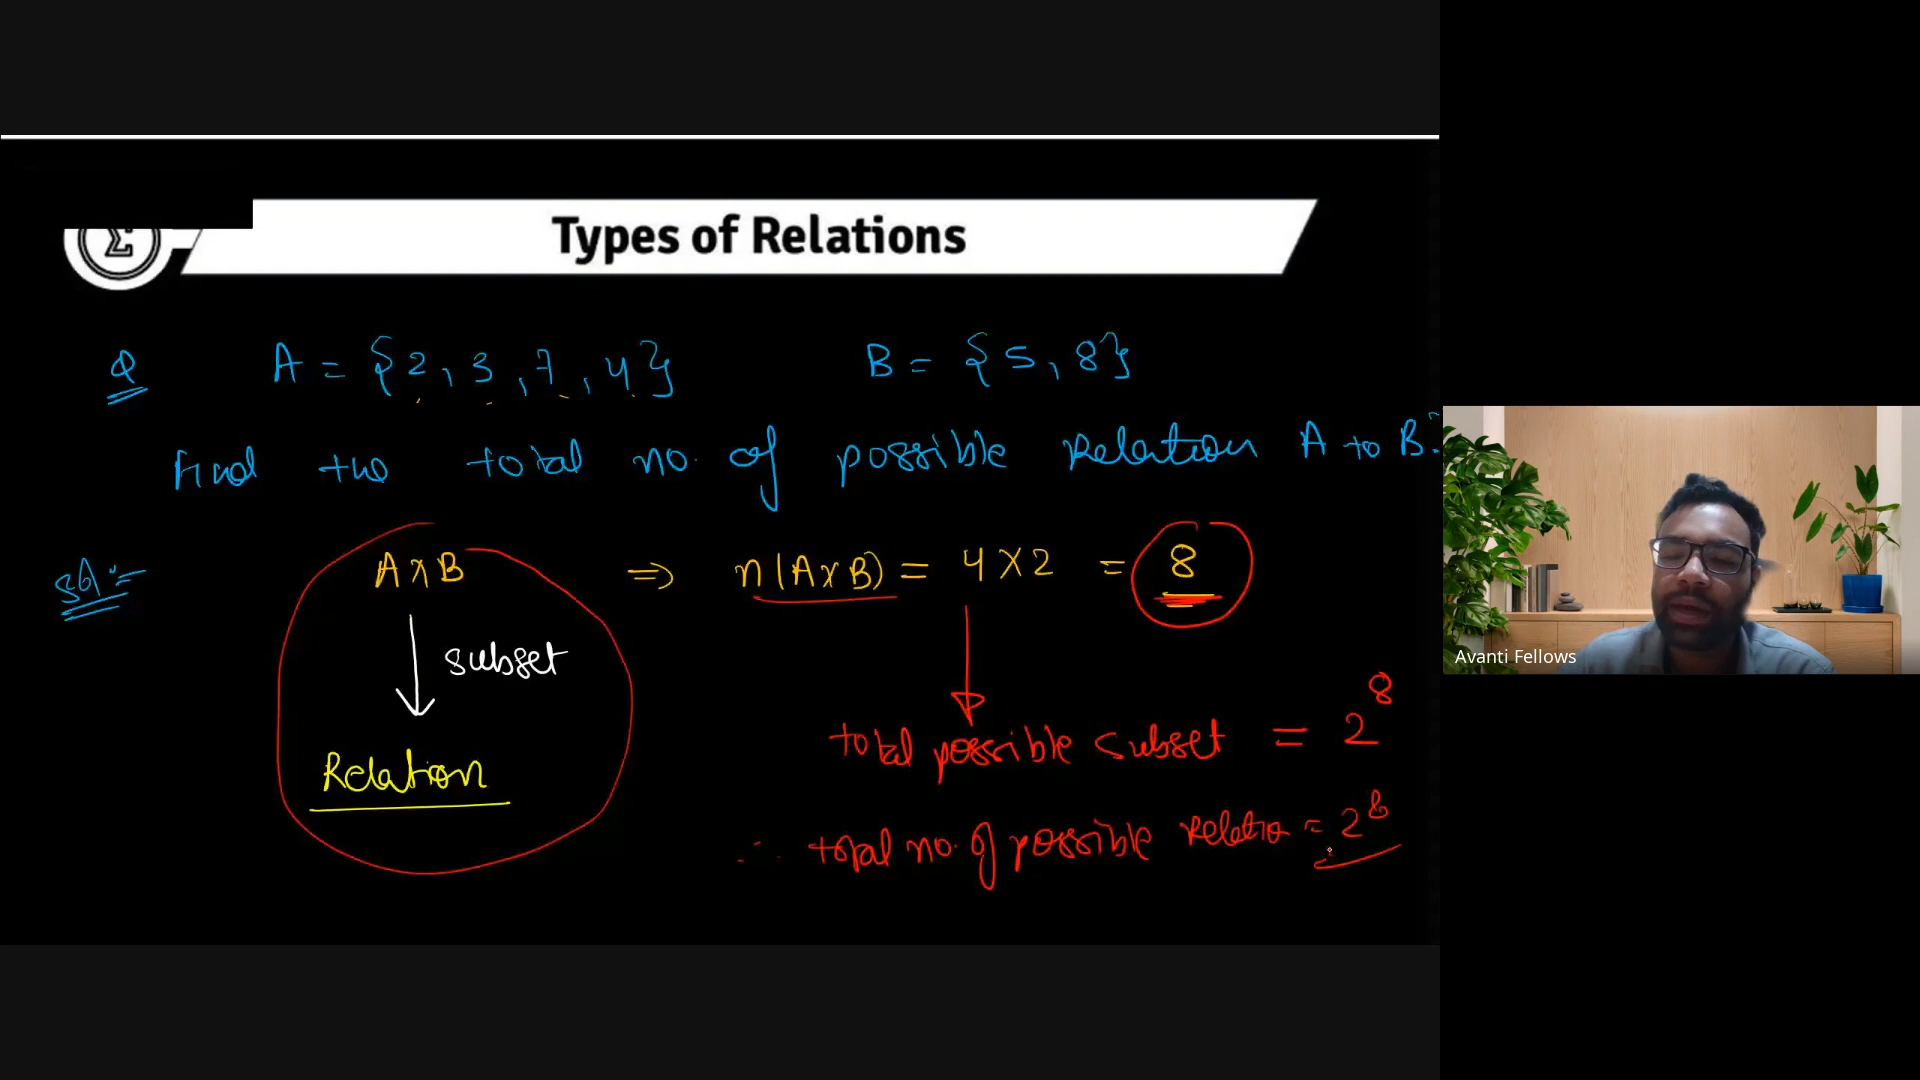 Σ
Types of Relations
Q A = {2, 3, 7, 4} B = {5, 8}
Find the total no. of possible Relation A to B?
Sol:- A×B ⇒ n(A×B) = 4×2 = 8
subset
Relation
total possible subset = 2^8
∴ total no. of possible relatio = 2^8
Avanti Fellows